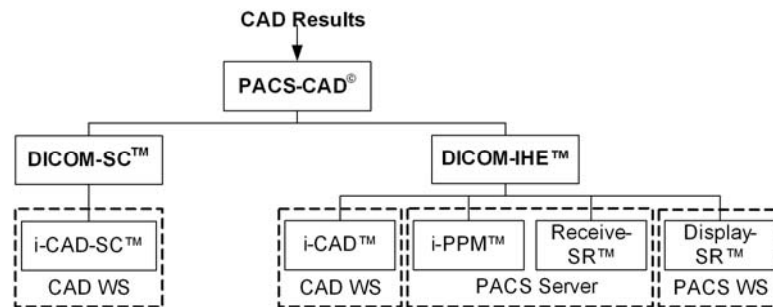 CAD Results
PACS-CAD©
DICOM-SC™
DICOM-IHE™
i-CAD-SC™
i-CAD™
i-PPM™
Receive-
SR™
Display-
SR™
CAD WS
CAD WS
PACS Server
PACS WS